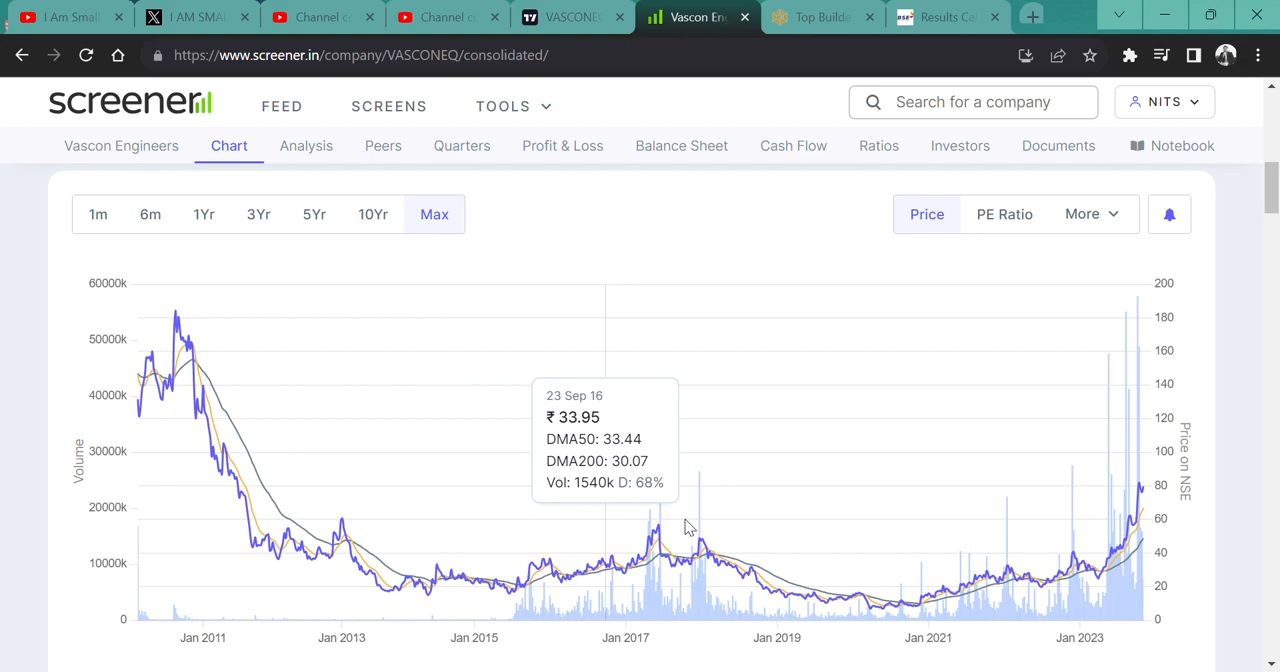 I Am Small
I AM SMAI
Channel c
Channel c
VASCONE
Vascon En
Top Buildi
BSE
Results Ca
https://www.screener.in/company/VASCONEQ/consolidated/
screener
FEED
SCREENS
TOOLS
Search for a company
NITS
Vascon Engineers
Chart
Analysis
Peers
Quarters
Profit & Loss
Balance Sheet
Cash Flow
Ratios
Investors
Documents
Notebook
1m
6m
1Yr
3Yr
5Yr
10Yr
Max
Price
PE Ratio
More
60000k
50000k
40000k
30000k
20000k
10000k
0
Volume
23 Sep 16
₹ 33.95
DMA50: 33.44
DMA200: 30.07
Vol: 1540k D: 68%
200
180
160
140
120
100
80
60
40
20
0
Price on NSE
Jan 2011
Jan 2013
Jan 2015
Jan 2017
Jan 2019
Jan 2021
Jan 2023